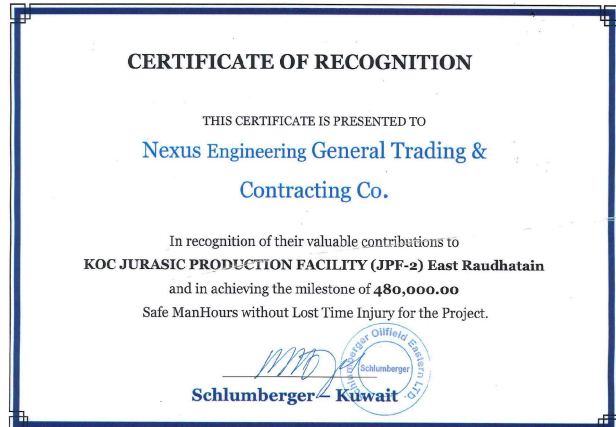 CERTIFICATE OF RECOGNITION
THIS CERTIFICATE IS PRESENTED TO
Nexus Engineering General Trading &
Contracting Co.
In recognition of their valuable contributions to
KOC JURASIC PRODUCTION FACILITY (JPF-2) East Raudhatain
and in achieving the milestone of 480,000.00
Safe ManHours without Lost Time Injury for the Project.
Schlumberger Oilfield Eastern LTD.
Schlumberger
Schlumberger – Kuwait